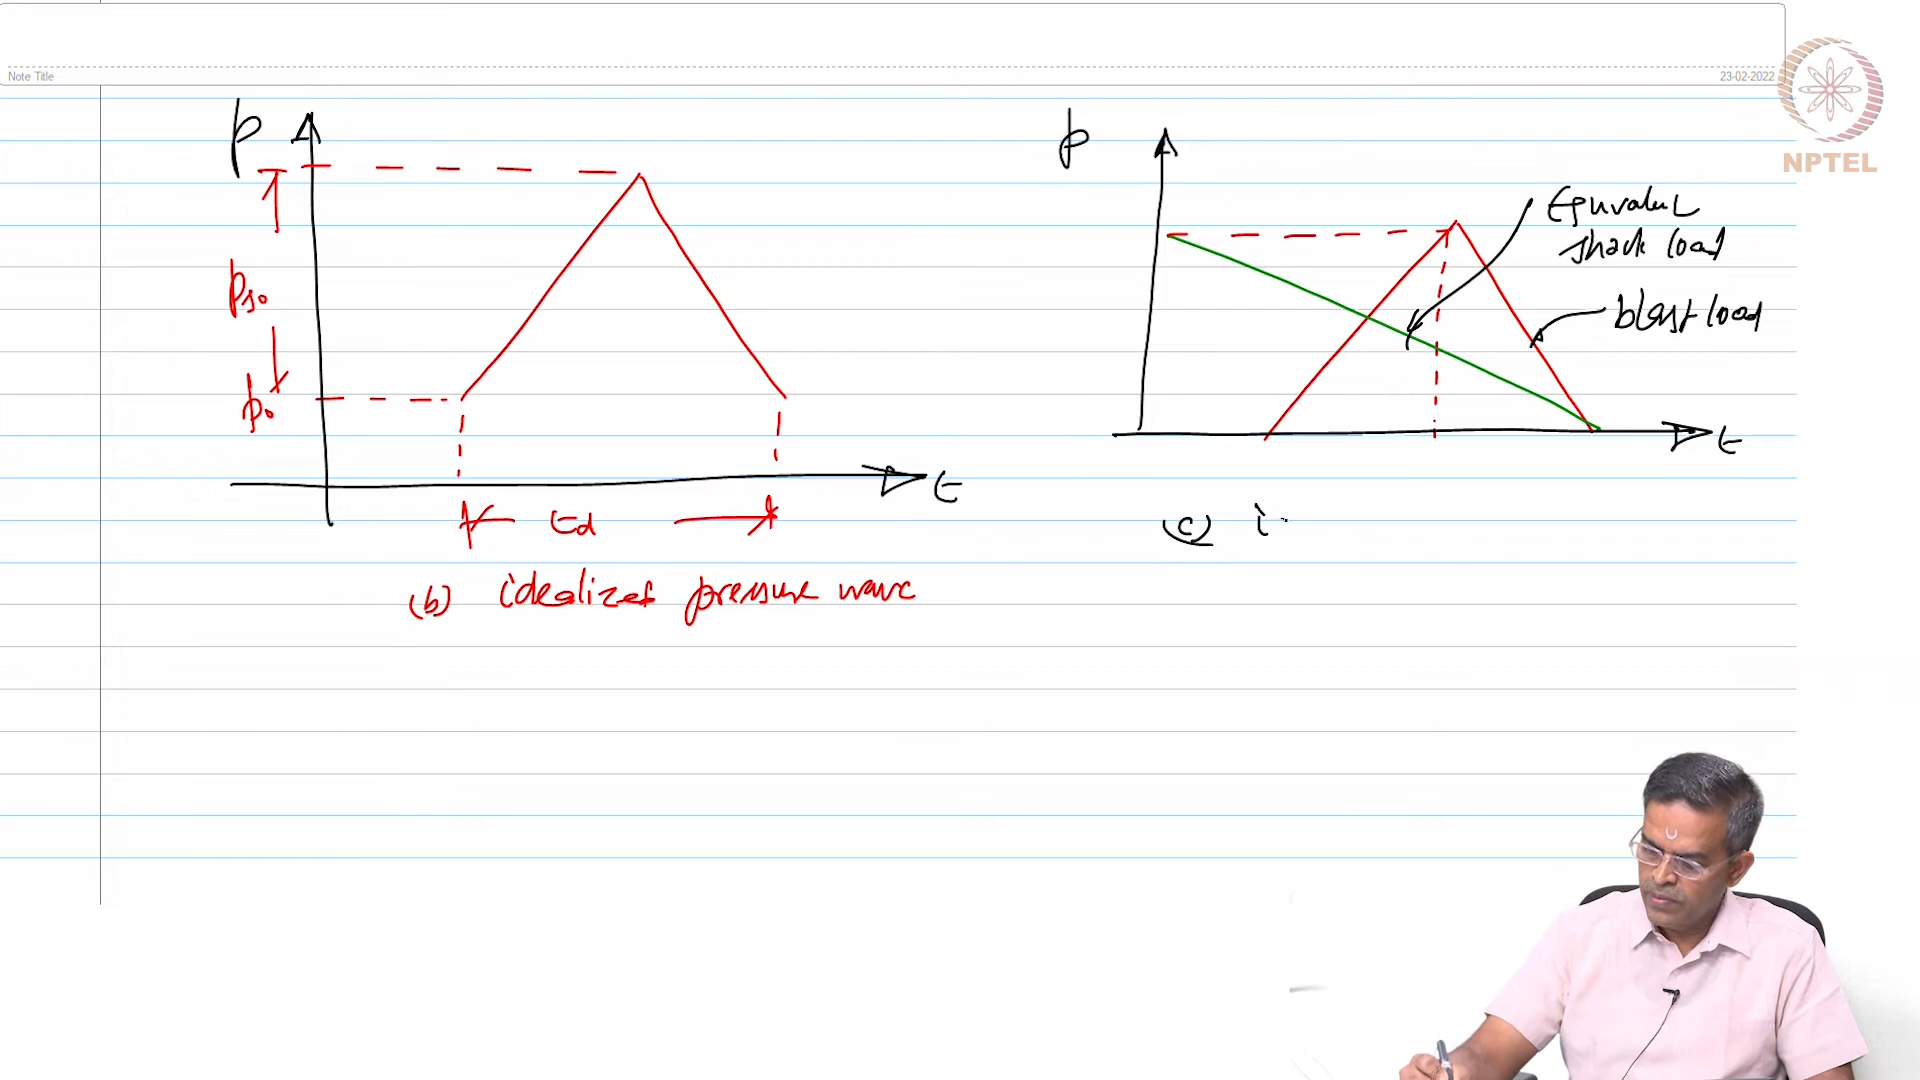 Note Title
23-02-2022
NPTEL
p
pso
po
t
td
(b) idealized pressure wave
p
Equivalent
shock load
blast load
t
(c) i